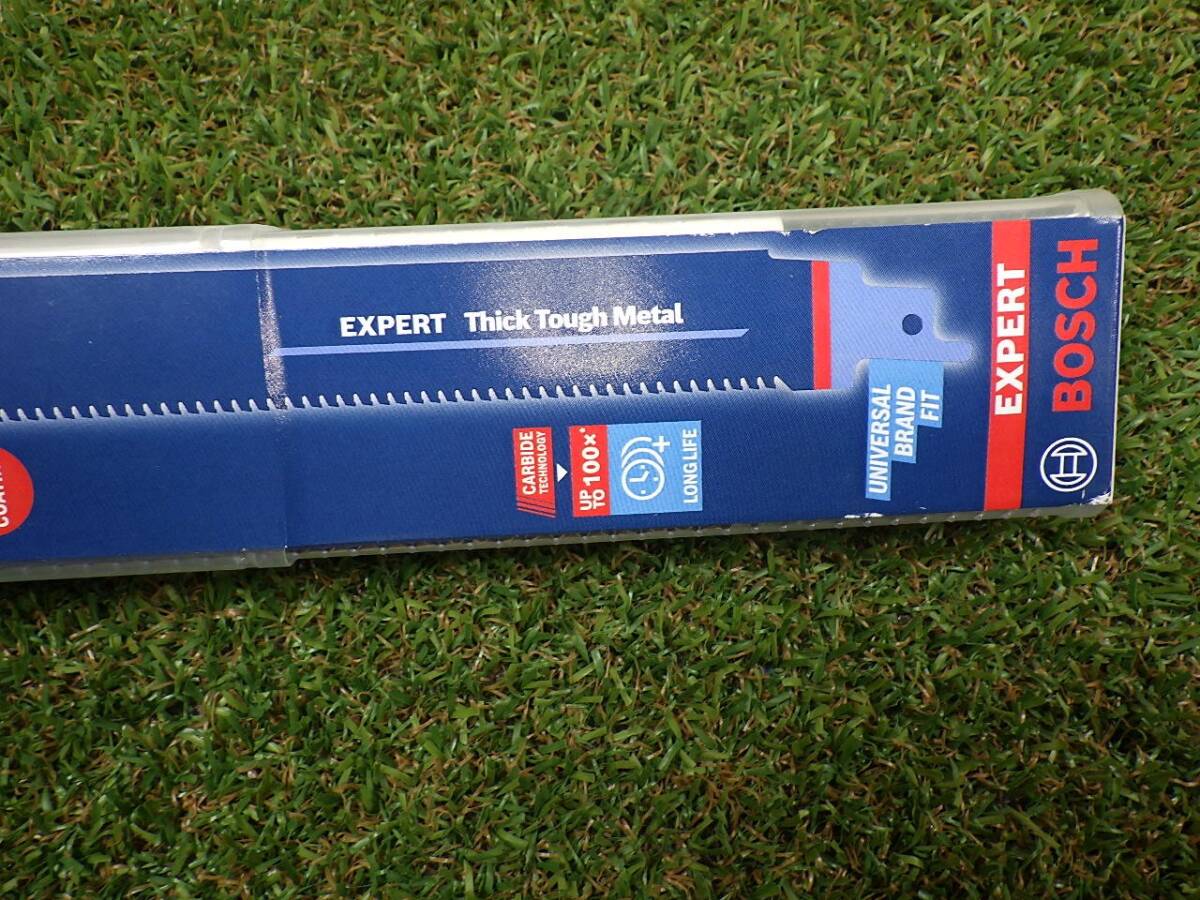 EXPERT Thick Tough Metal
CARBIDE
TECHNOLOGY
UP
TO 100x*
LONG LIFE
UNIVERSAL
BRAND
FIT
EXPERT
BOSCH